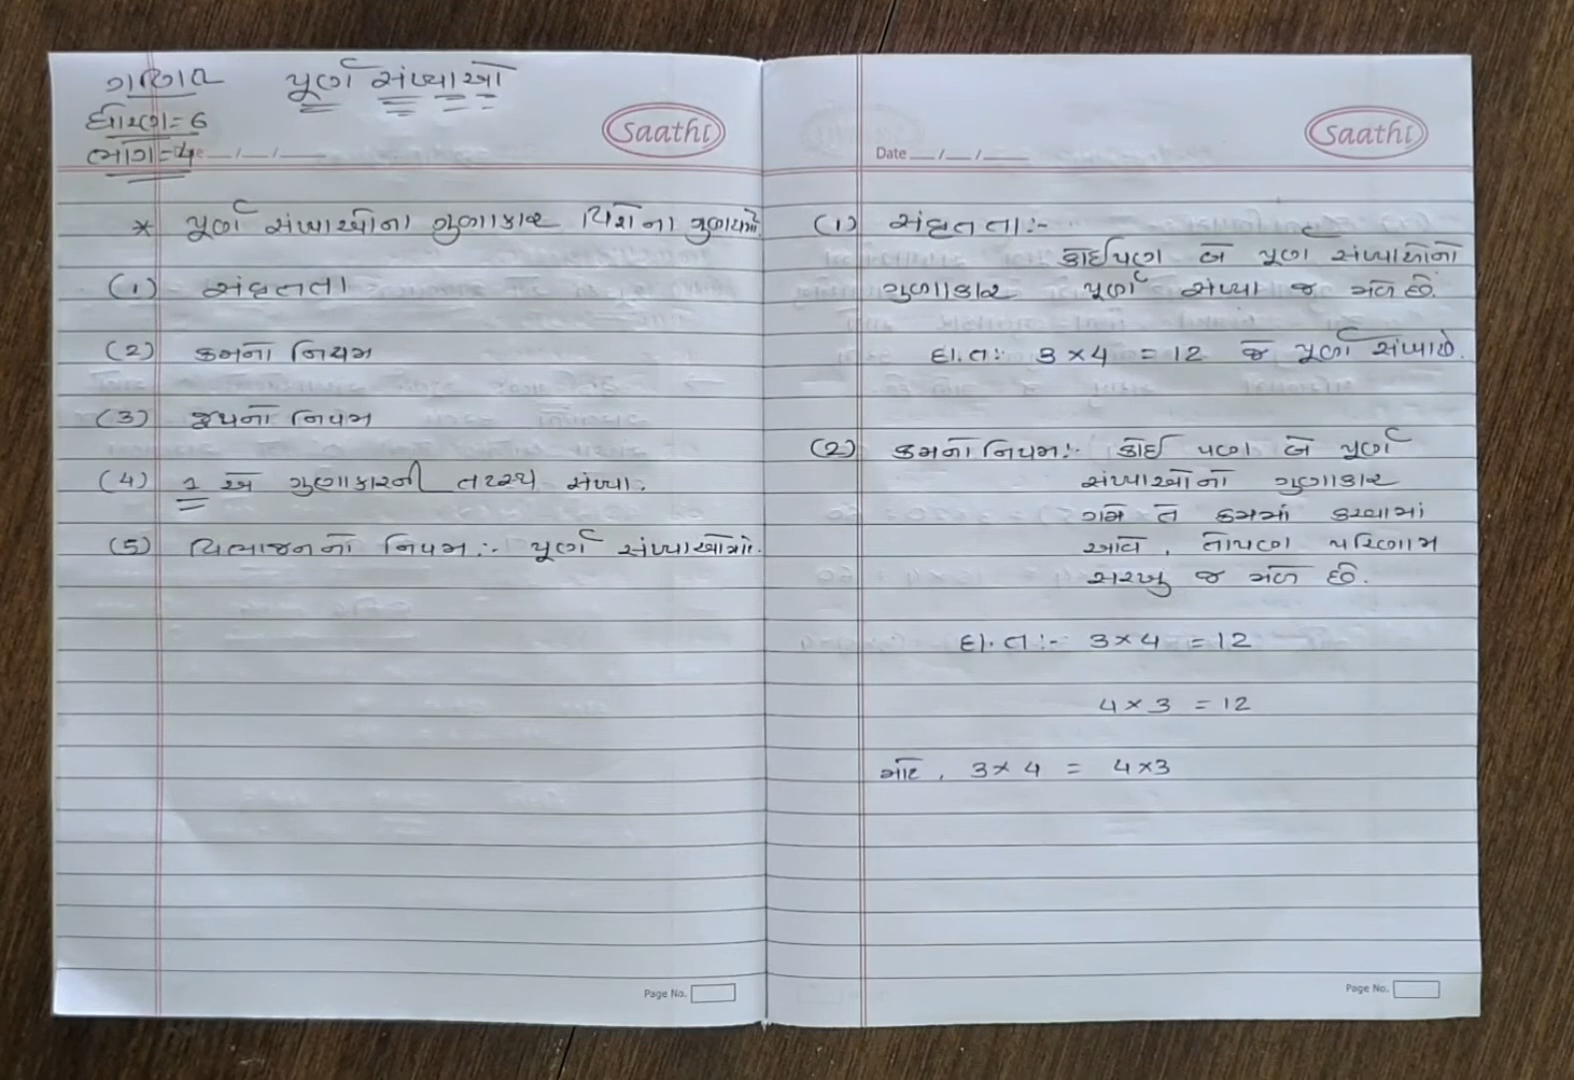 ગણિત પૂર્ણ સંખ્યાઓ
ધોરણ = 6
ભાગ = 4
Saathi
* પૂર્ણ સંખ્યાઓના ગુણાકાર વિશેના ગુણધર્મો
(1) સંવૃતતા
(2) ક્રમનો નિયમ
(3) જૂથનો નિયમ
(4) 1 એ ગુણાકારની તટસ્થ સંખ્યા.
(5) વિભાજનનો નિયમ :- પૂર્ણ સંખ્યાઓમાં.
Page No.
Saathi
Date
(1) સંવૃતતા :-
કોઈપણ બે પૂર્ણ સંખ્યાઓનો
ગુણાકાર પૂર્ણ સંખ્યા જ મળે છે.
દા.ત : 3 × 4 = 12 જે પૂર્ણ સંખ્યા છે.
(2) ક્રમનો નિયમ :- કોઈ પણ બે પૂર્ણ
સંખ્યાઓનો ગુણાકાર
ગમે તે ક્રમમાં કરવામાં
આવે, તોપણ પરિણામ
સરખુ જ મળે છે.
દા.ત :- 3 × 4 = 12
4 × 3 = 12
માટે, 3 × 4 = 4 × 3
Page No.